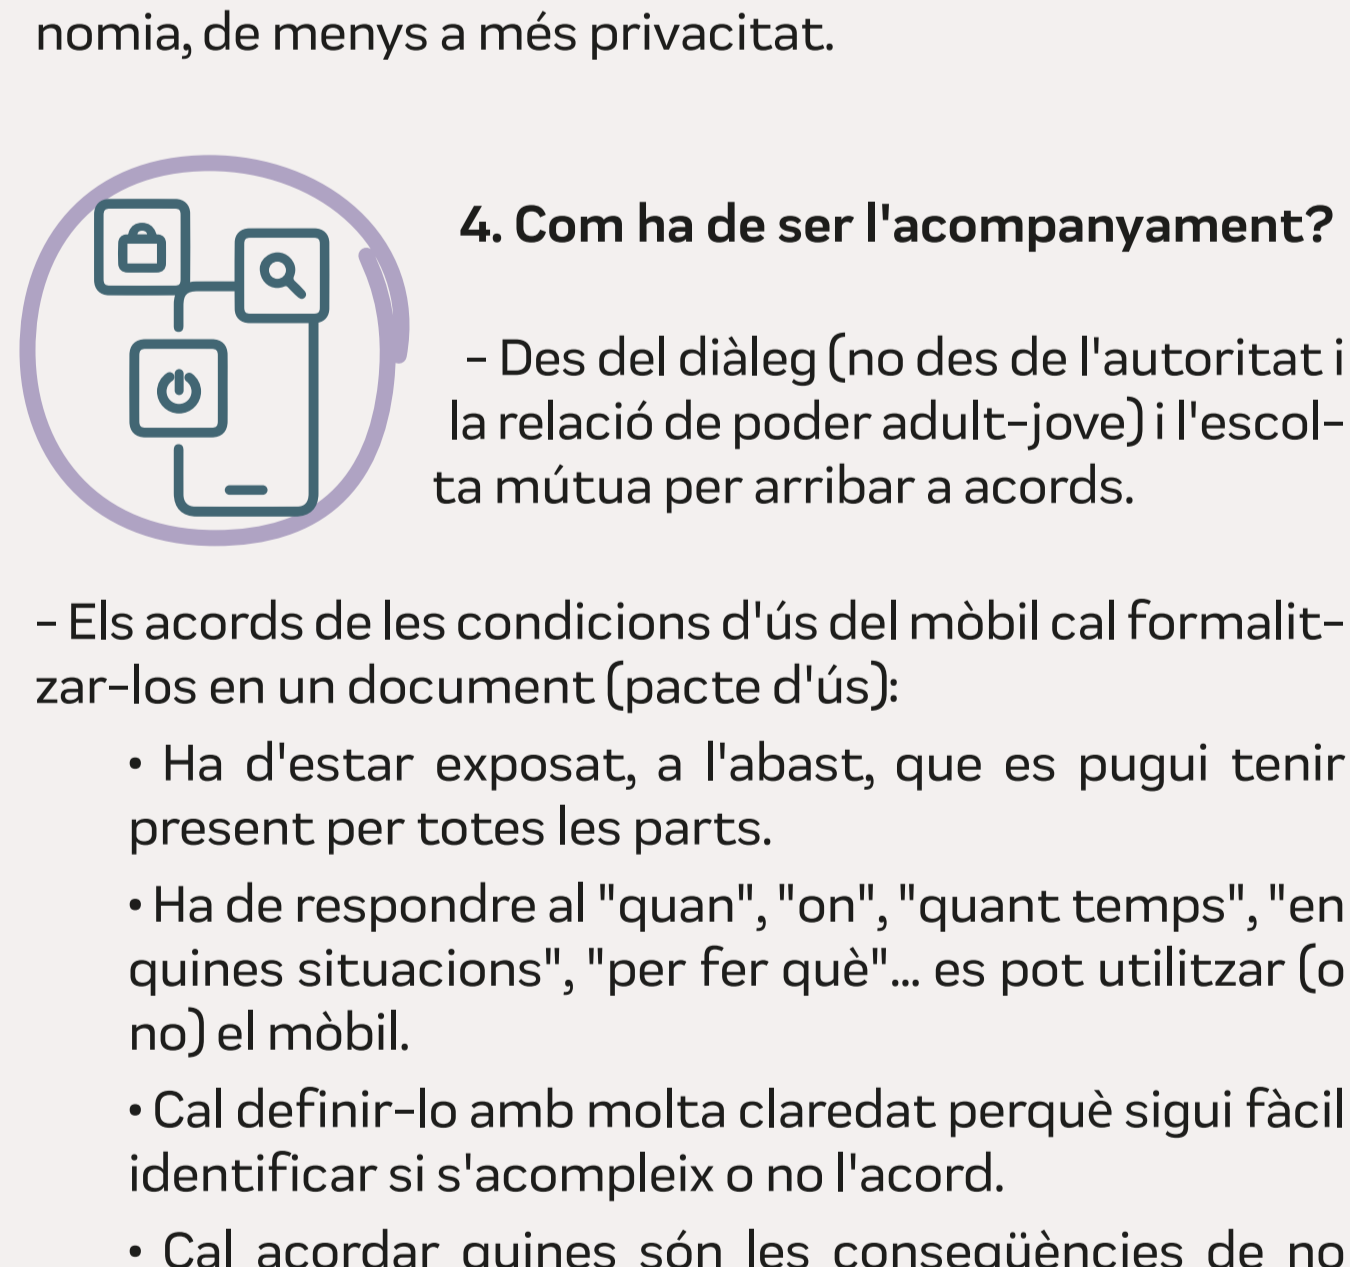 nomia, de menys a més privacitat.
4. Com ha de ser l'acompanyament?
- Des del diàleg (no des de l'autoritat i
la relació de poder adult-jove) i l'escol-
ta mútua per arribar a acords.
- Els acords de les condicions d'ús del mòbil cal formalit-
zar-los en un document (pacte d'ús):
• Ha d'estar exposat, a l'abast, que es pugui tenir
present per totes les parts.
• Ha de respondre al "quan", "on", "quant temps", "en
quines situacions", "per fer què"... es pot utilitzar (o
no) el mòbil.
• Cal definir-lo amb molta claredat perquè sigui fàcil
identificar si s'acompleix o no l'acord.
• Cal acordar quines són les conseqüències de no